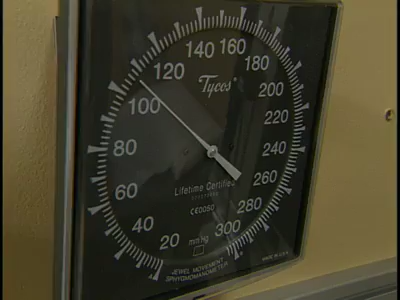 140 160
120 180
Tycos
100 200
220
80 240
Lifetime Certified
60 260
CE0050
40 280
20 mmHg 300
JEWEL MOVEMENT
SPHYGMOMANOMETER